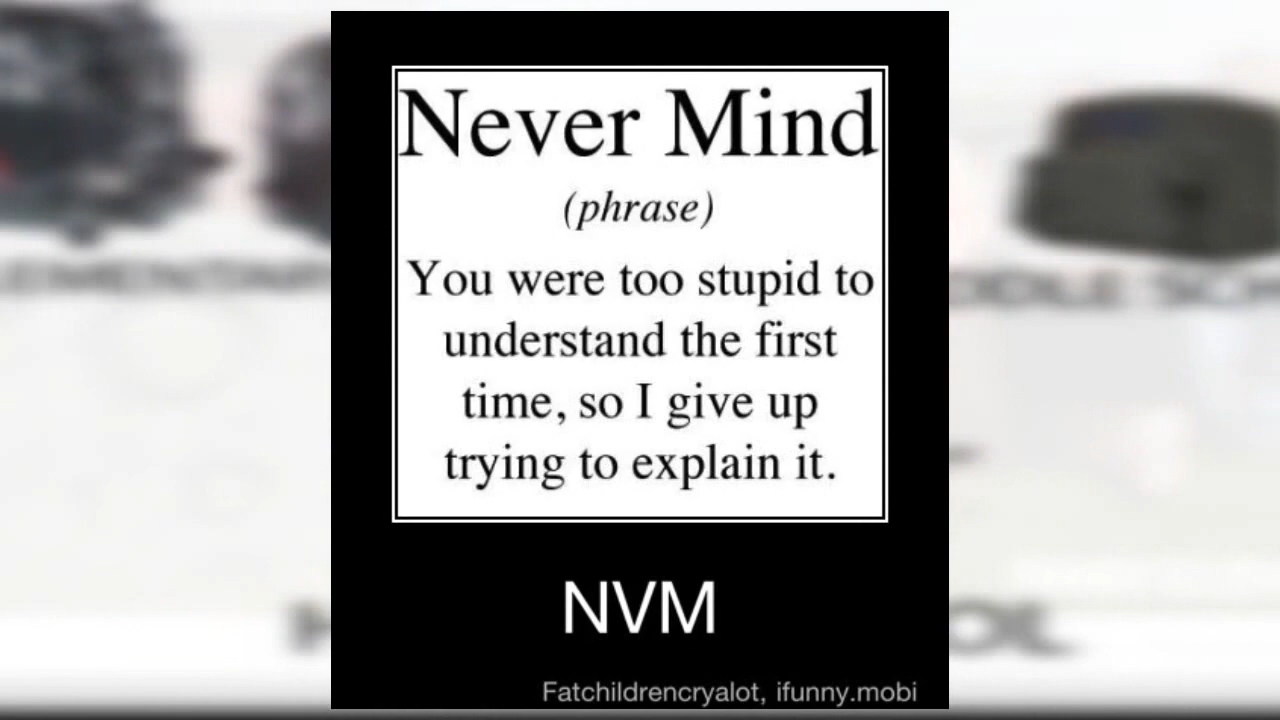 Never Mind
(phrase)
You were too stupid to
understand the first
time, so I give up
trying to explain it.
NVM
Fatchildrencryalot, ifunny.mobi